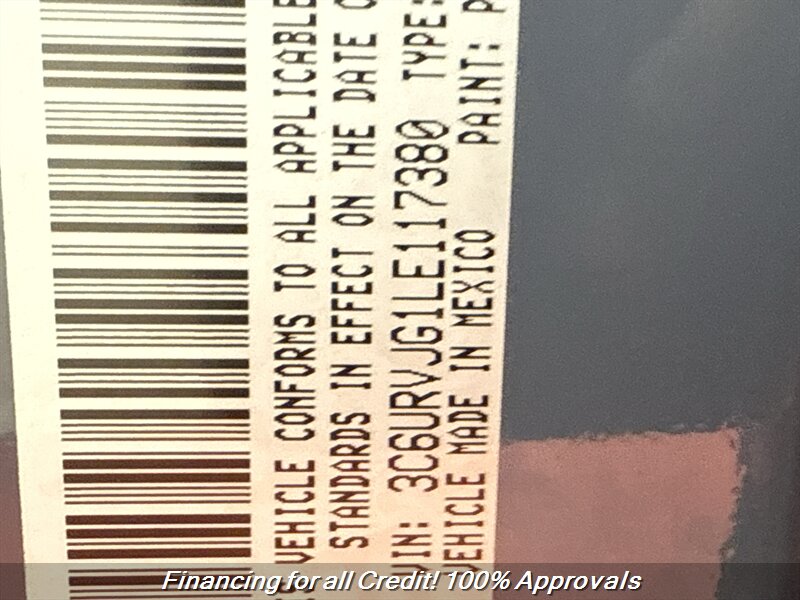 VEHICLE CONFORMS TO ALL APPLICABLE
STANDARDS IN EFFECT ON THE DATE
VIN: 3C6URVJG1LE117380 TYPE:
VEHICLE MADE IN MEXICO PAINT: P
Financing for all Credit! 100% Approvals